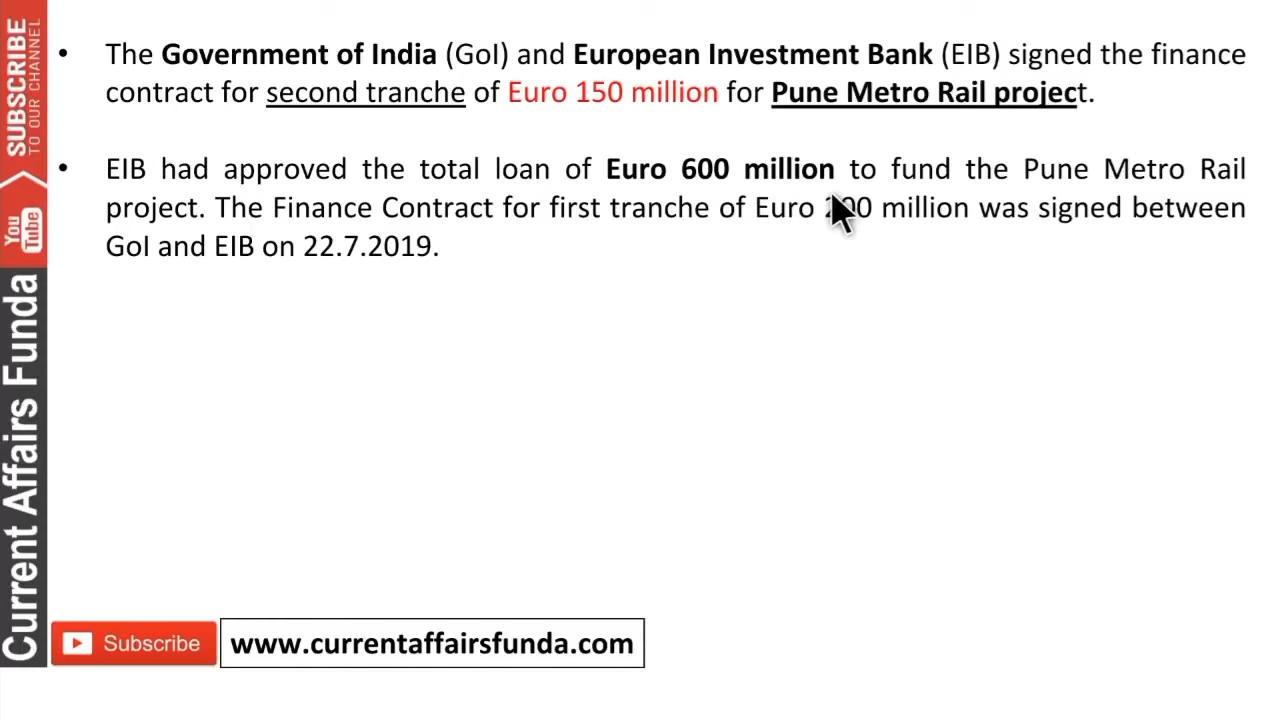 SUBSCRIBE
TO OUR CHANNEL
You
Tube
Current Affairs Funda
• The Government of India (GoI) and European Investment Bank (EIB) signed the finance
contract for second tranche of Euro 150 million for Pune Metro Rail project.
• EIB had approved the total loan of Euro 600 million to fund the Pune Metro Rail
project. The Finance Contract for first tranche of Euro million was signed between
GoI and EIB on 22.7.2019.
Subscribe
www.currentaffairsfunda.com